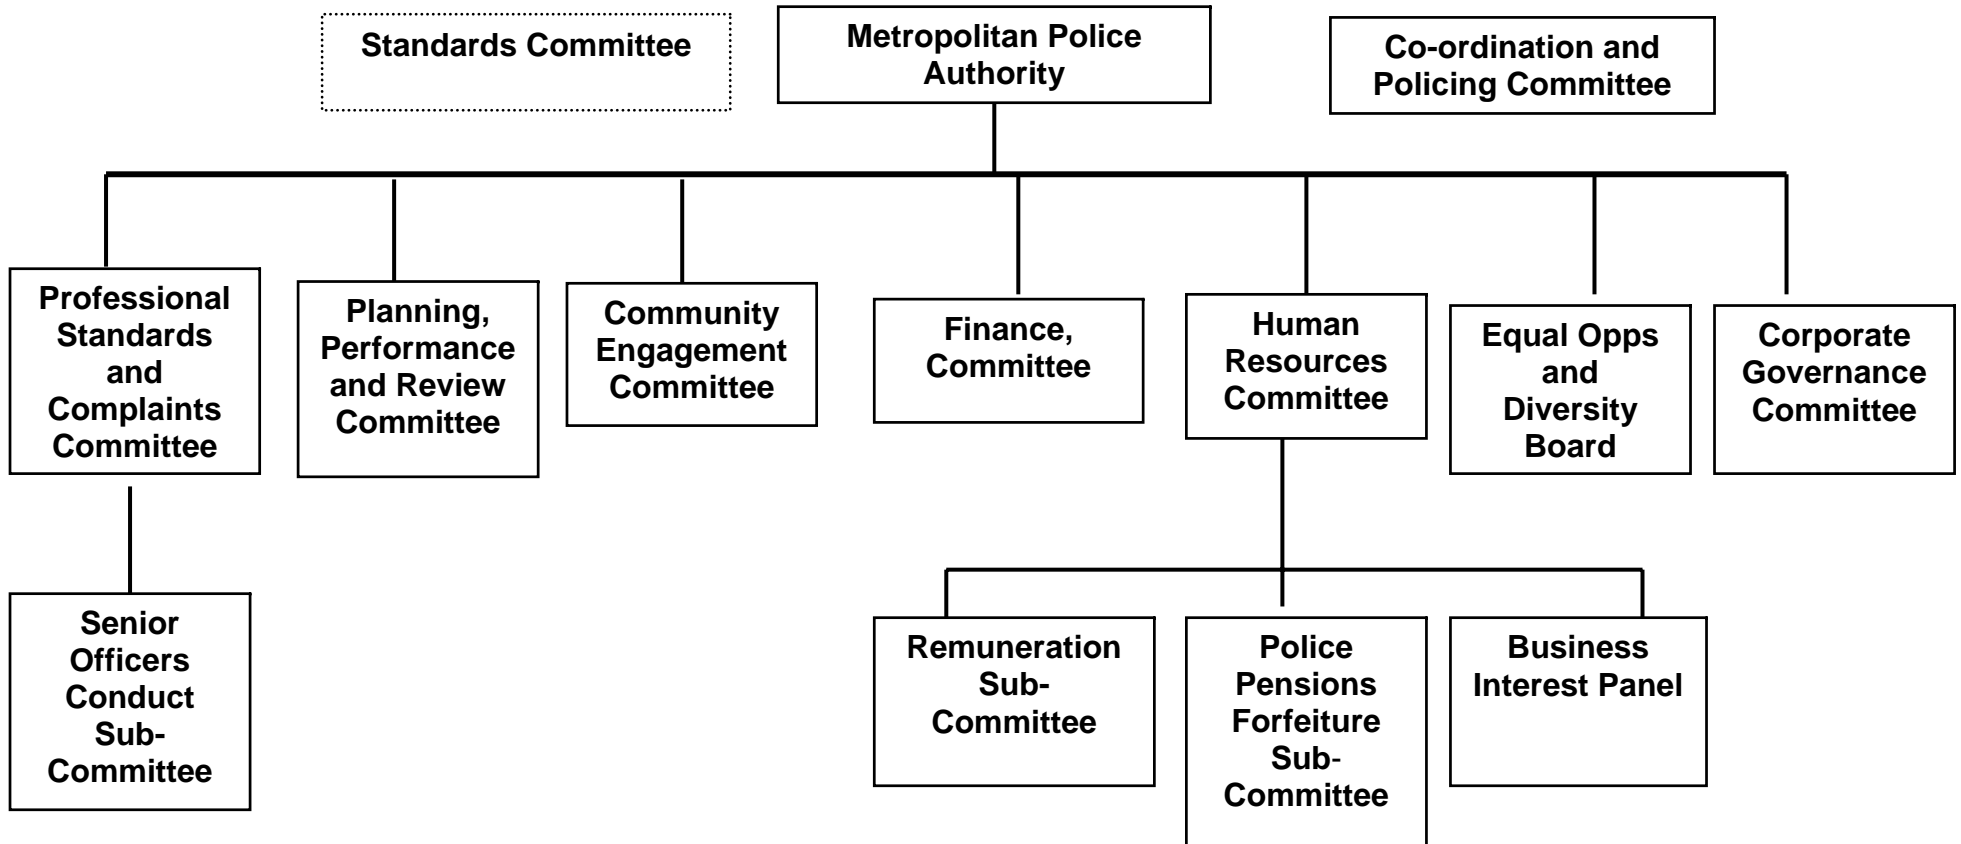 Standards Committee
Metropolitan Police
Authority
Co-ordination and
Policing Committee
Professional
Standards
and
Complaints
Committee
Planning,
Performance
and Review
Committee
Community
Engagement
Committee
Finance,
Committee
Human
Resources
Committee
Equal Opps
and
Diversity
Board
Corporate
Governance
Committee
Senior
Officers
Conduct
Sub-
Committee
Remuneration
Sub-
Committee
Police
Pensions
Forfeiture
Sub-
Committee
Business
Interest Panel